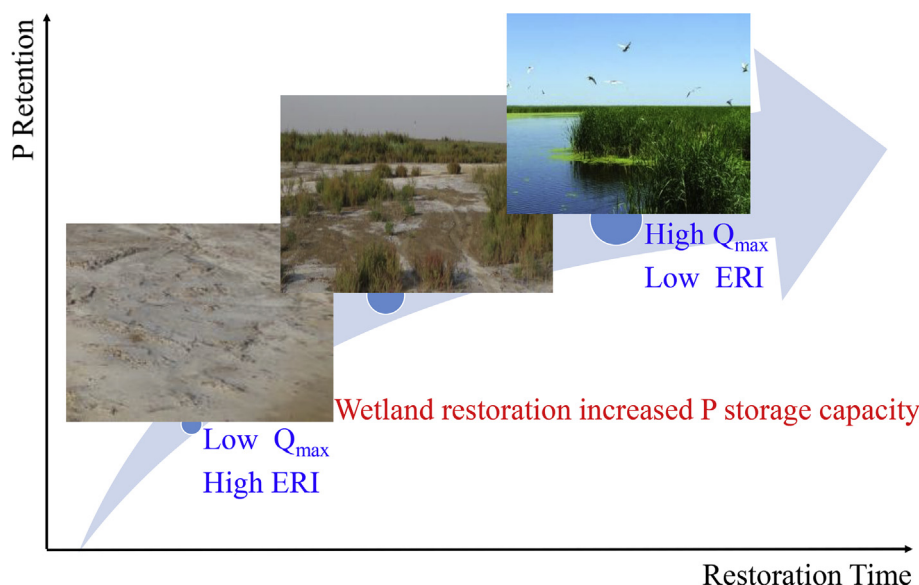 P Retention
High Qmax
Low ERI
Wetland restoration increased P storage capacity
Low Qmax
High ERI
Restoration Time